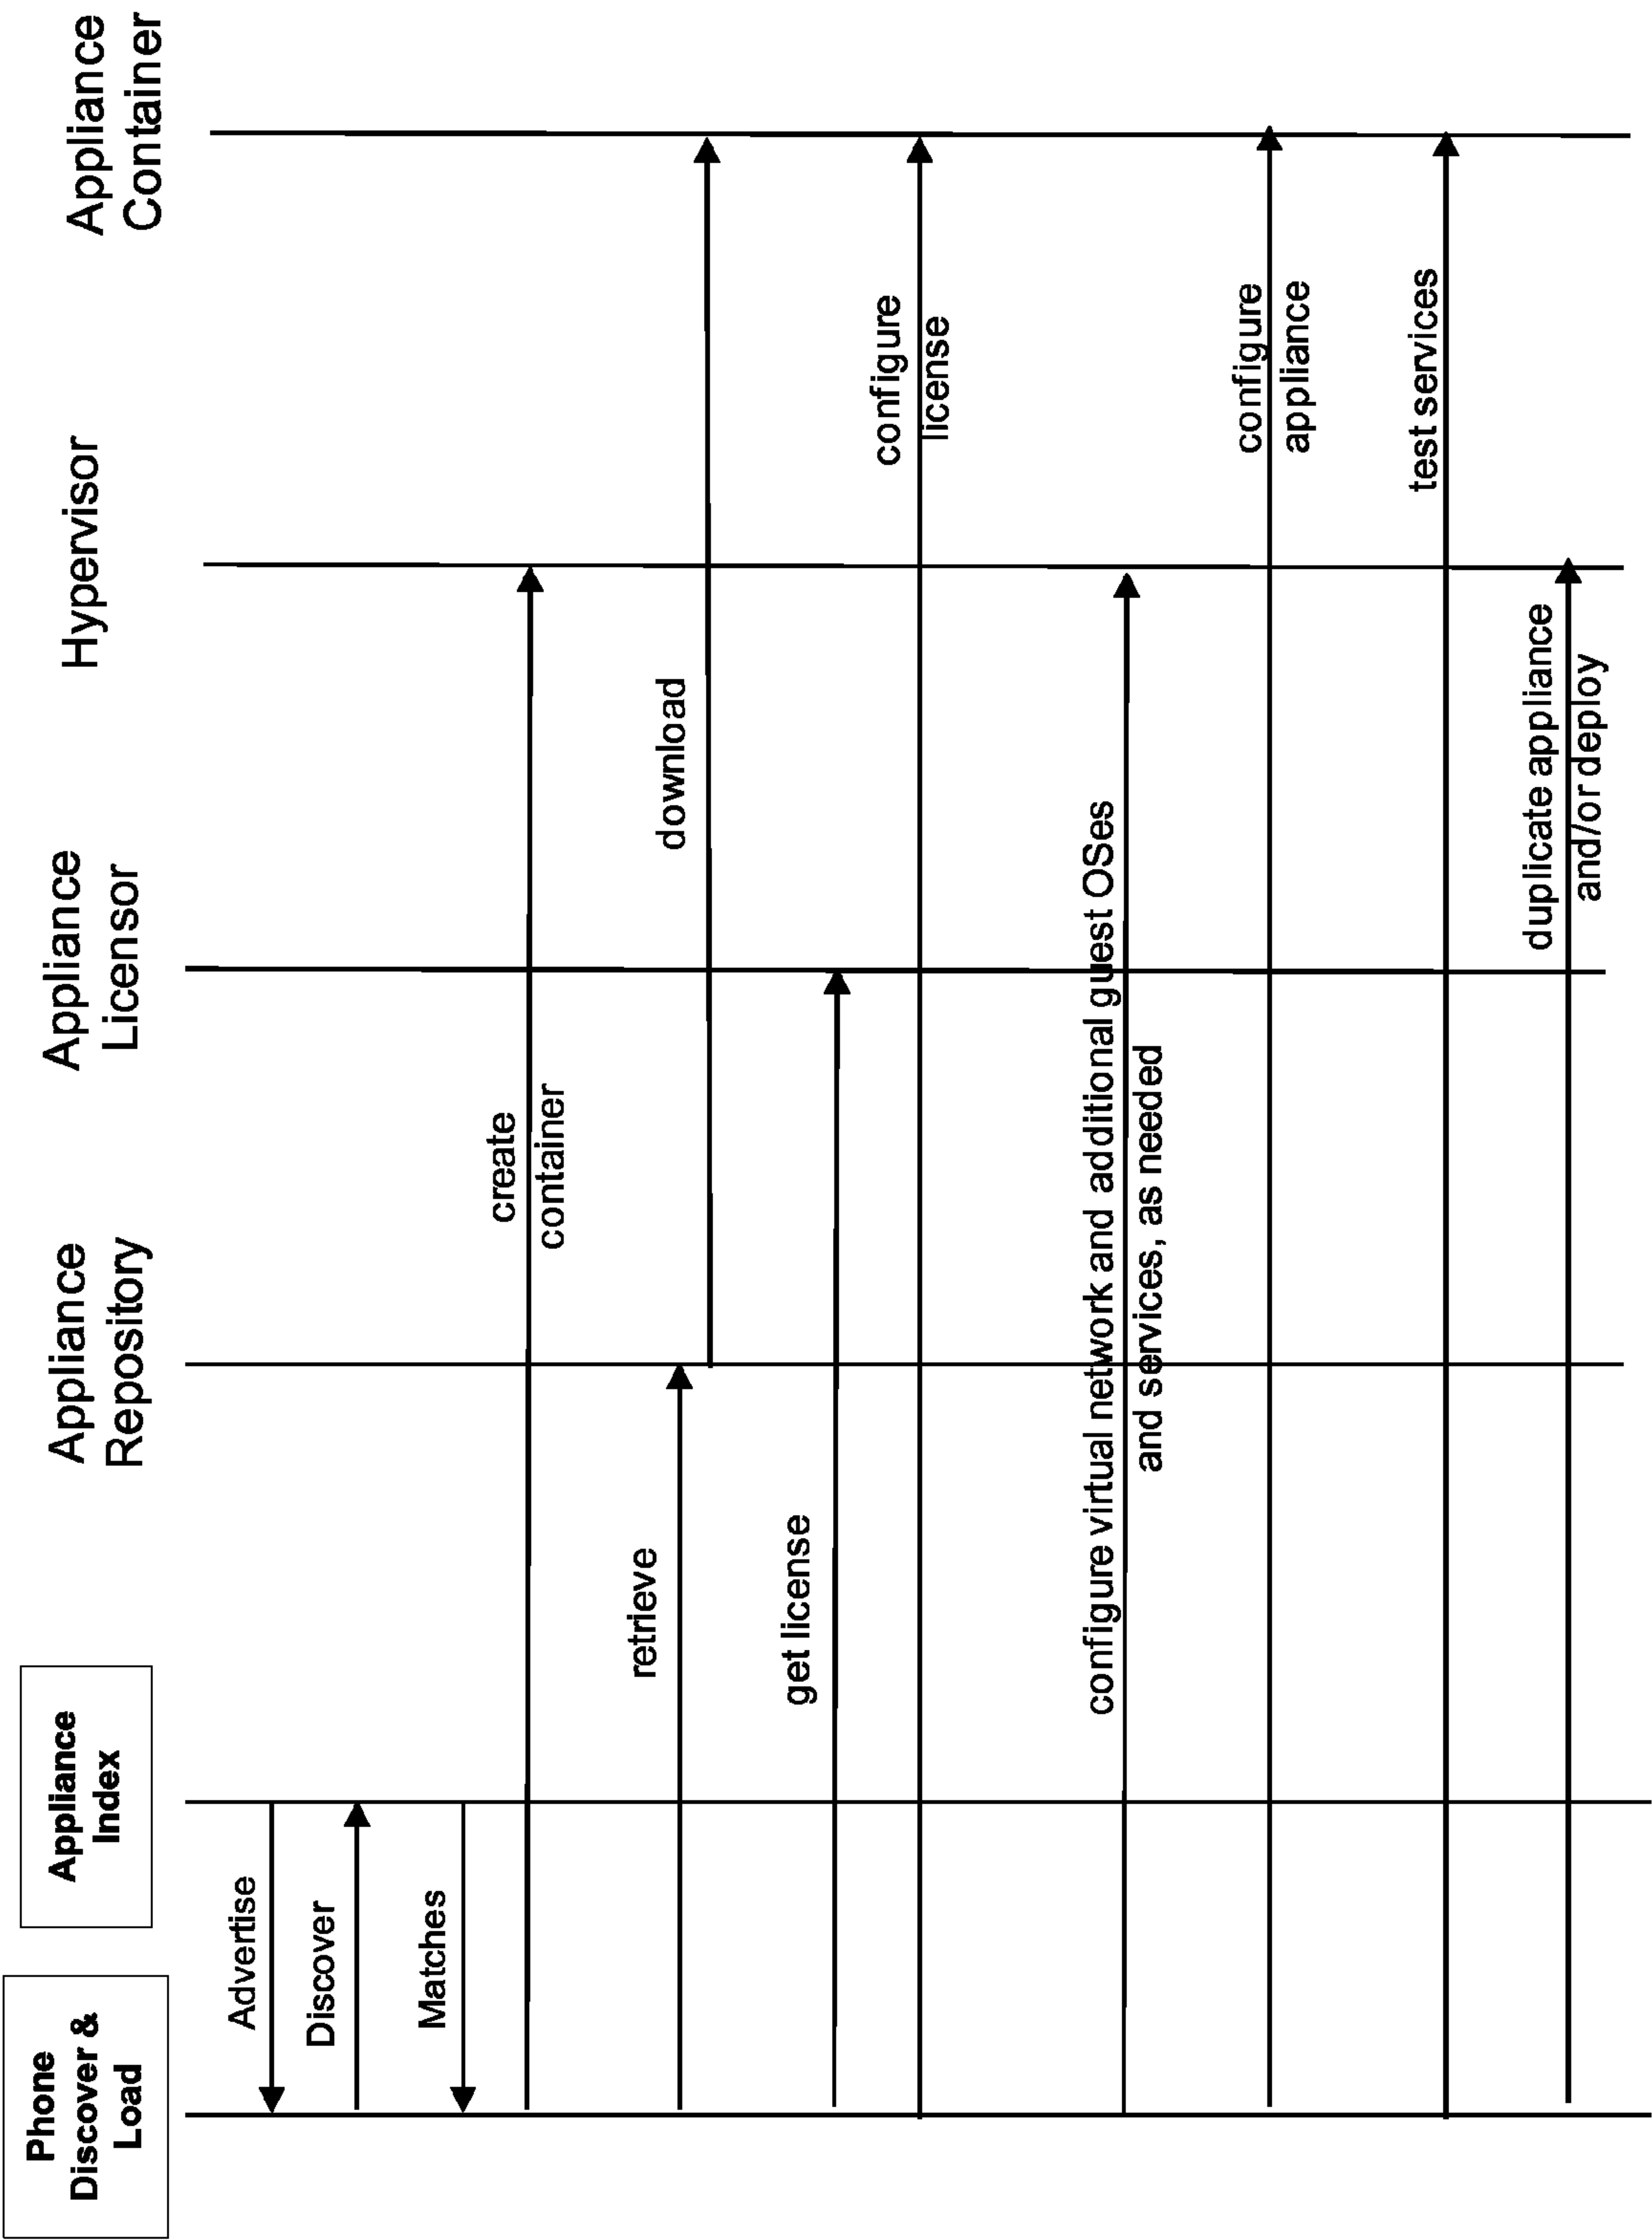 Phone
Discover &
Load
Appliance
Index
Appliance
Repository
Appliance
Licensor
Hypervisor
Appliance
Container
Advertise
Discover
Matches
create
container
retrieve
download
get license
configure
license
configure virtual network and additional guest OSes
and services, as needed
configure
appliance
test services
duplicate appliance
and/or deploy